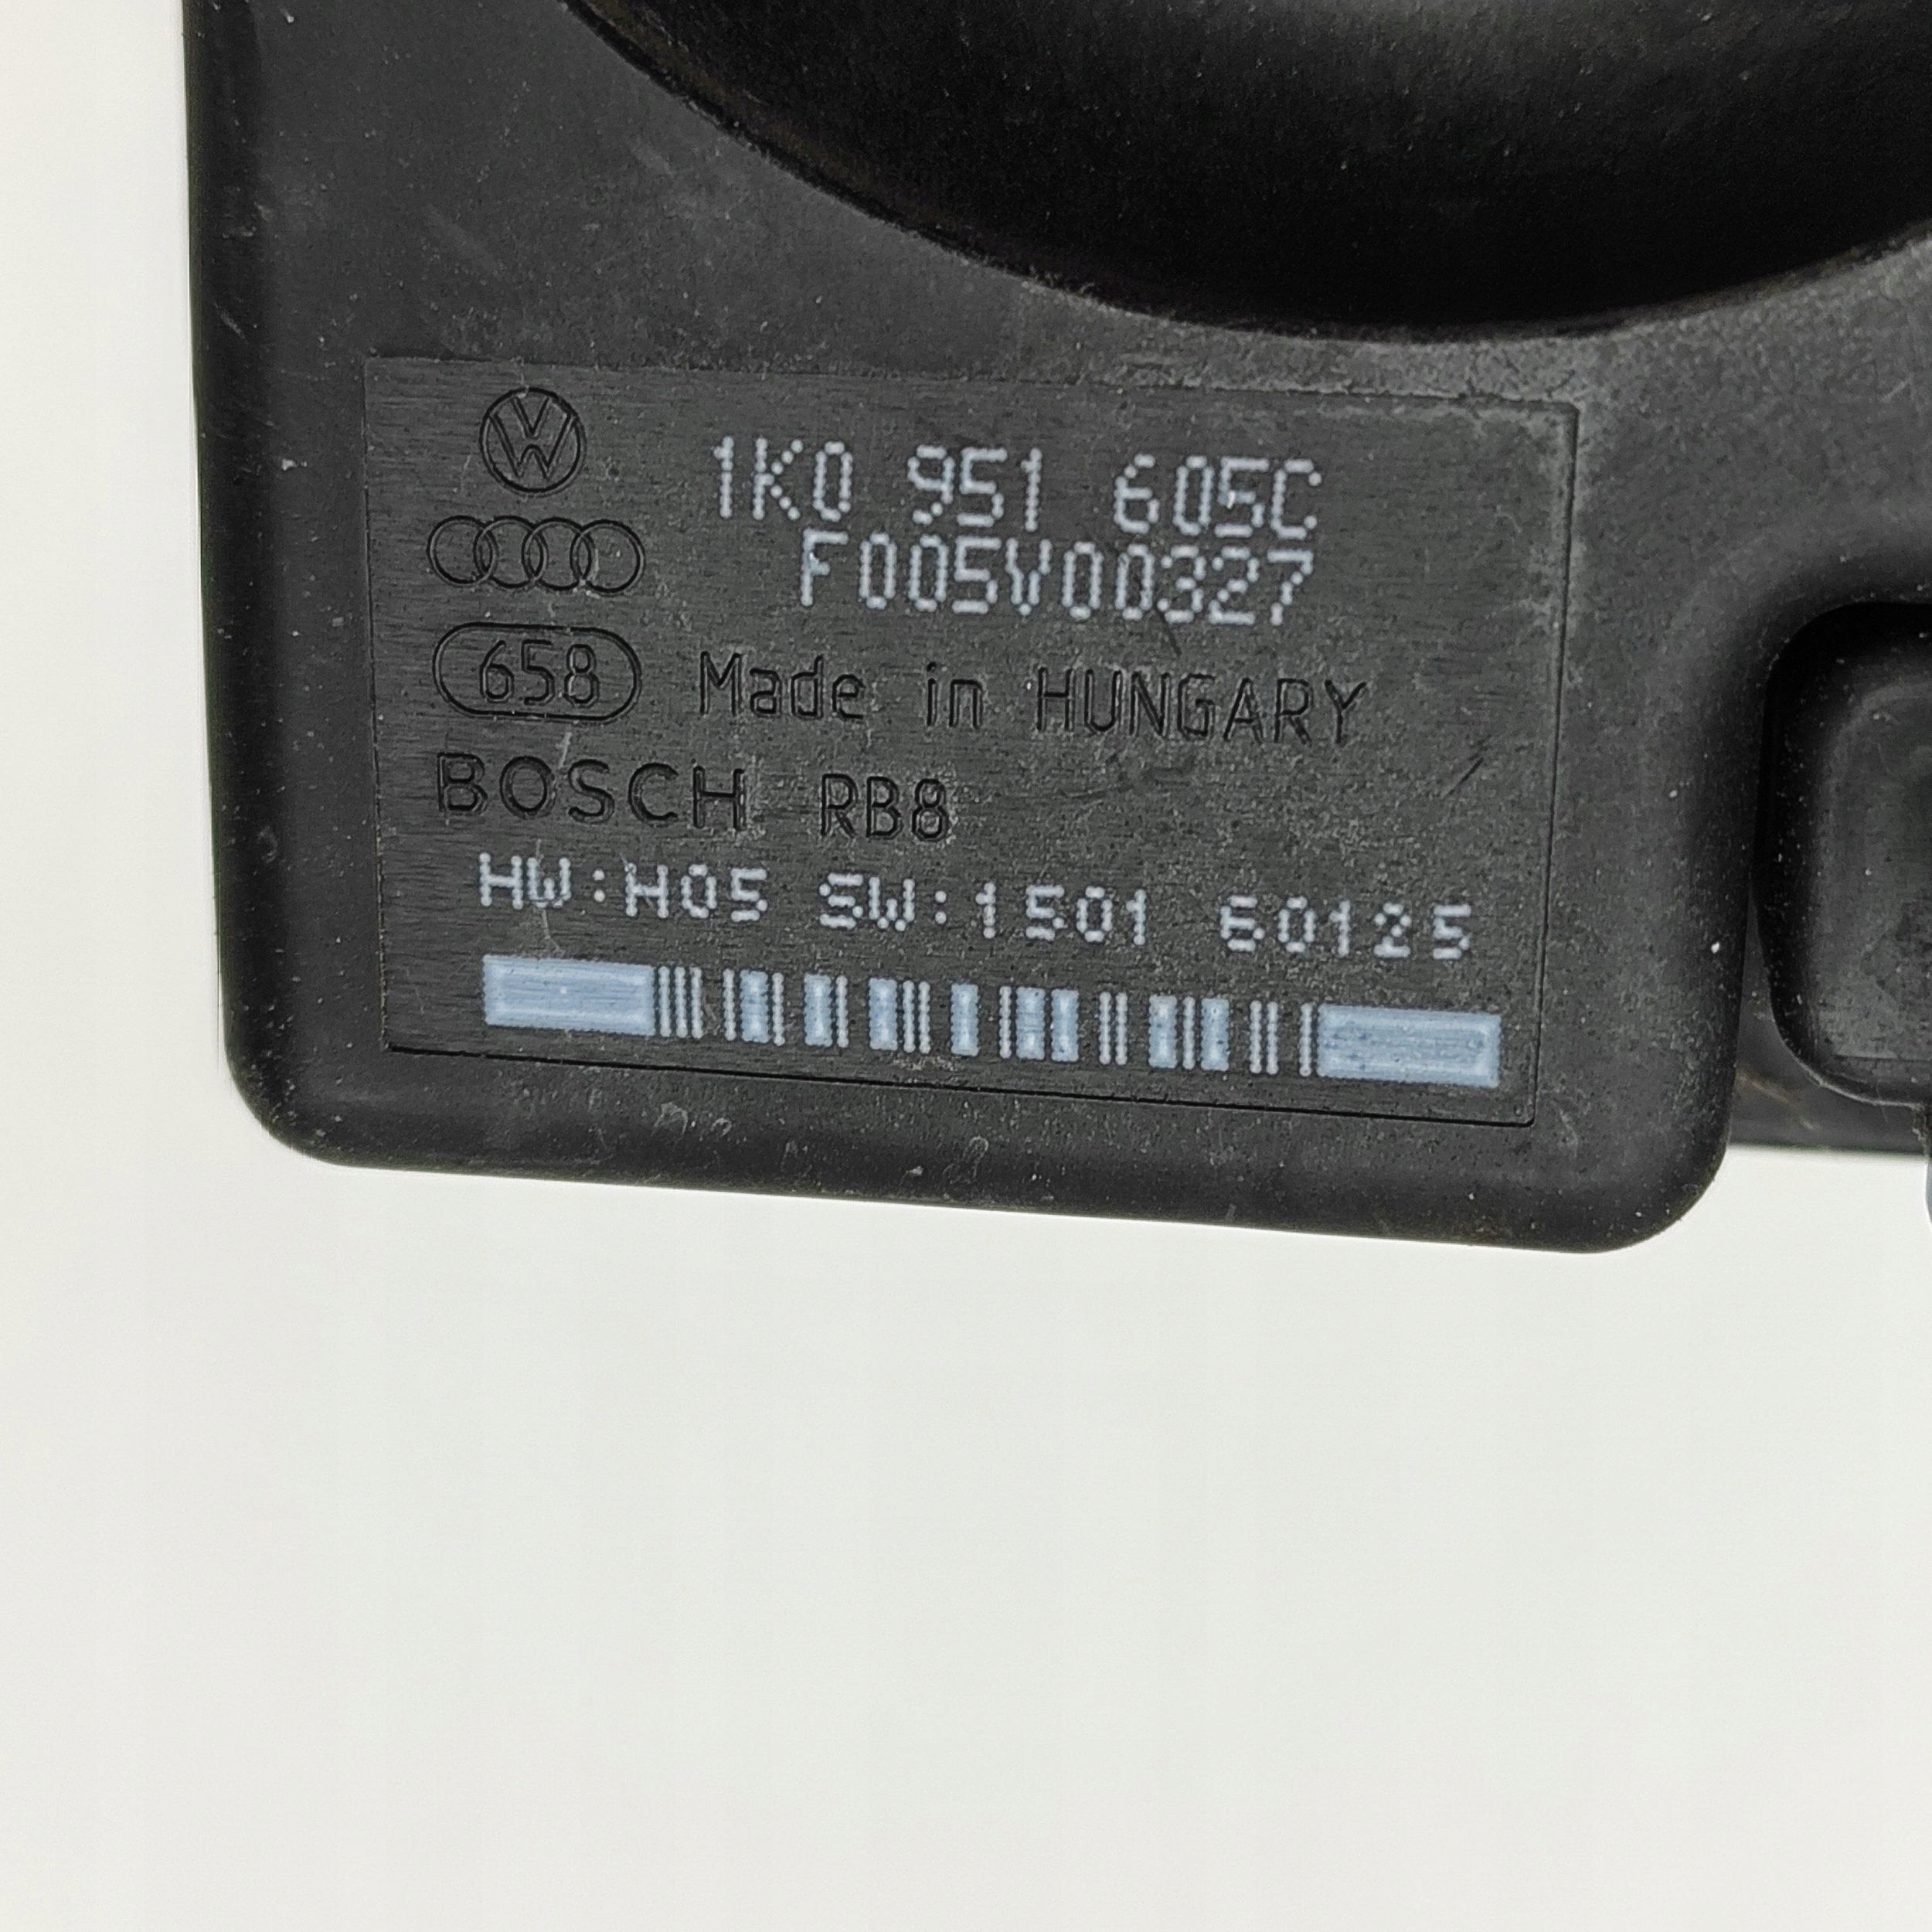 1K0 951 605C
F005V00327
658 Made in HUNGARY
BOSCH RB8
HW:H05 SW:1501 60125